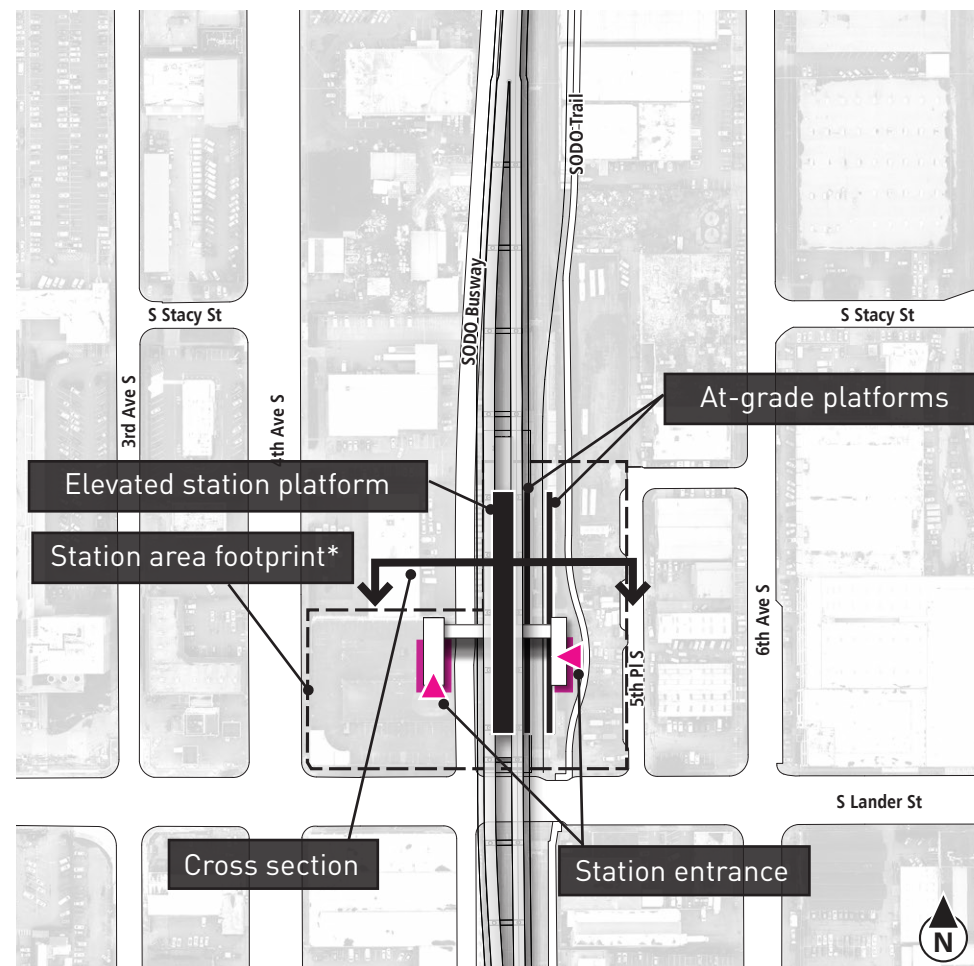 SODO Trail
S Stacy St
S Stacy St
SODO Busway
At-grade platforms
3rd Ave S
4th Ave S
Elevated station platform
Station area footprint*
6th Ave S
5th Pl S
S Lander St
Cross section
Station entrance
N